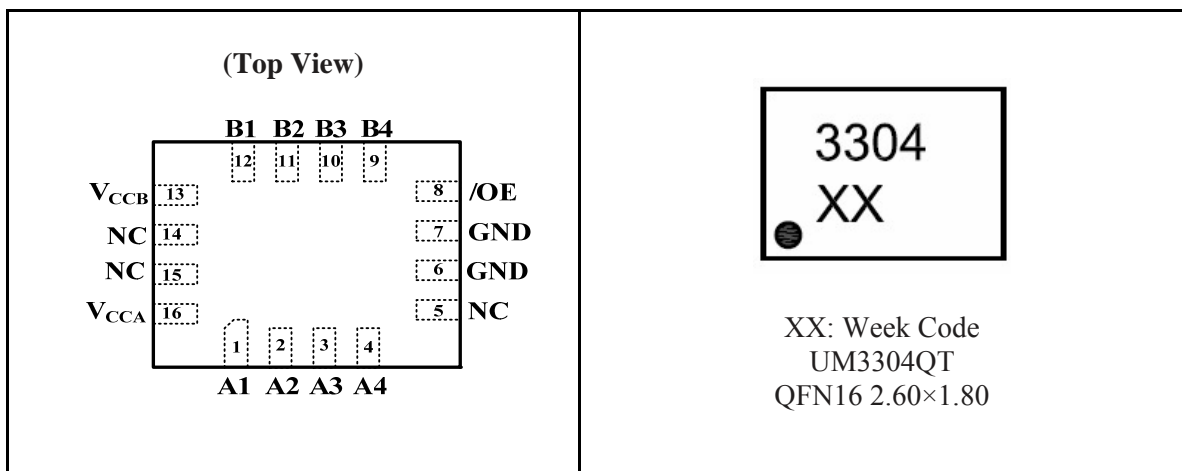 (Top View)
B1 B2 B3 B4
12 11 10 9
V_CCB 13
NC 14
NC 15
V_CCA 16
8 /OE
7 GND
6 GND
5 NC
1 2 3 4
A1 A2 A3 A4
3304
XX
XX: Week Code
UM3304QT
QFN16 2.60×1.80